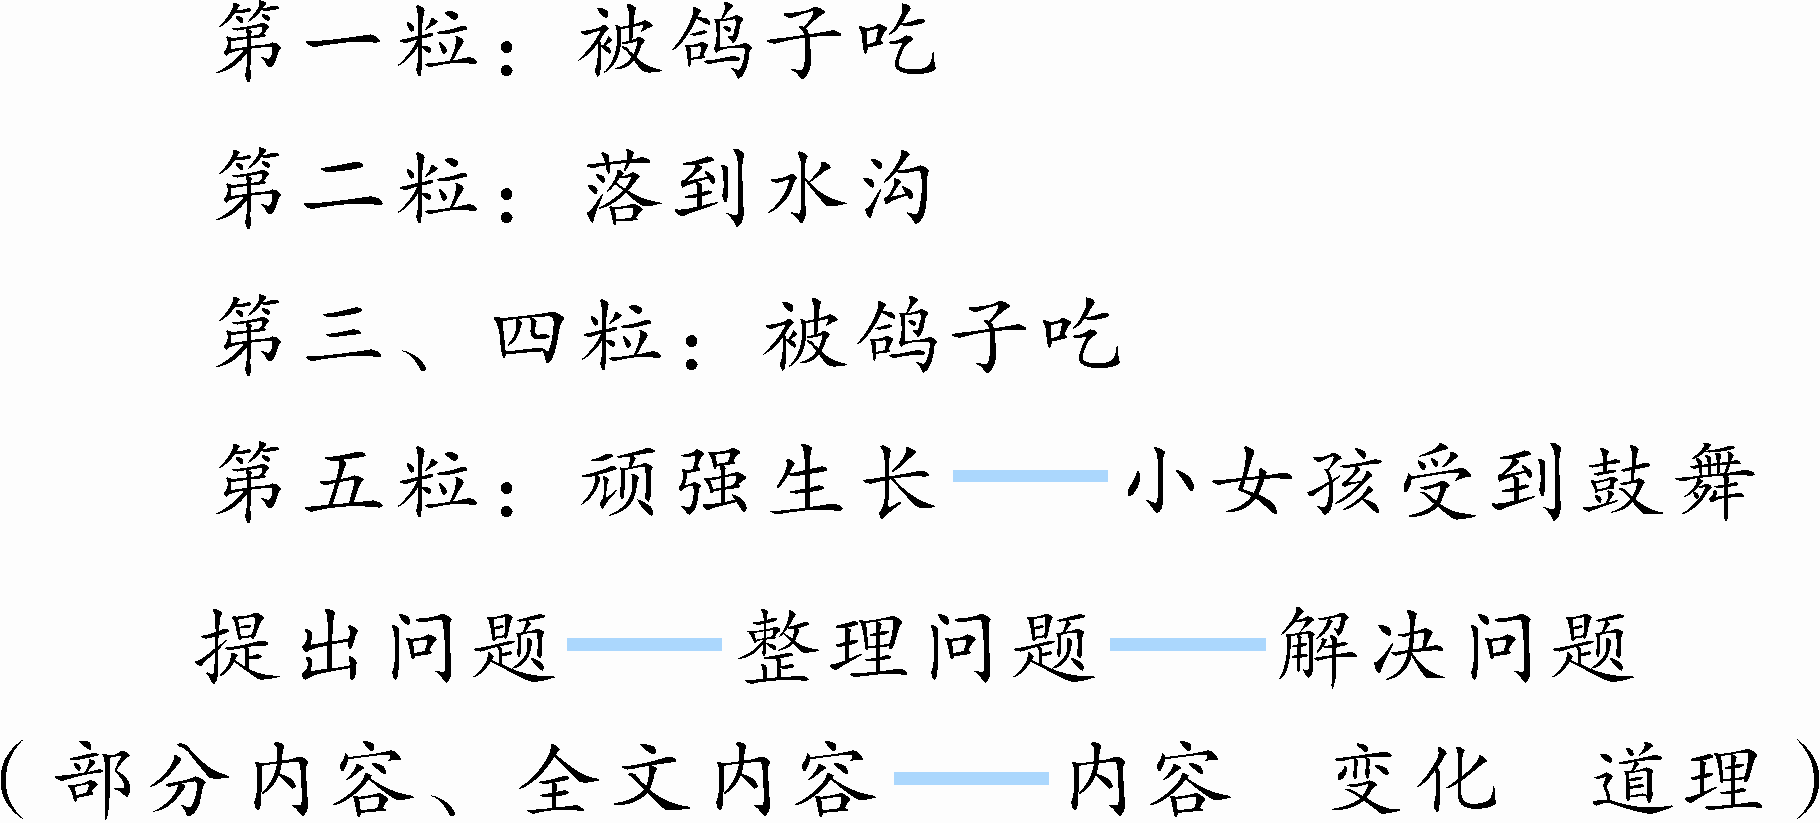 第一粒：被鸽子吃
第二粒：落到水沟
第三、四粒：被鸽子吃
第五粒：顽强生长——小女孩受到鼓舞
提出问题——整理问题——解决问题
（部分内容、全文内容——内容　变化　道理）